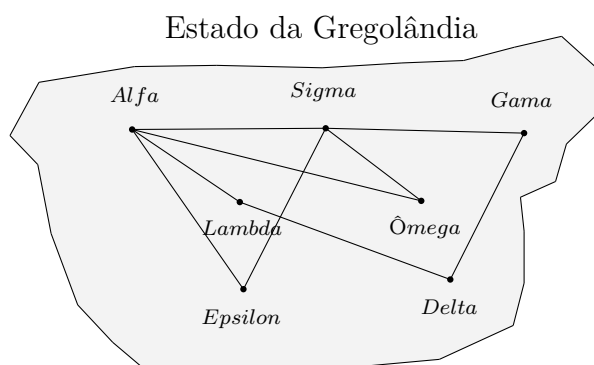 Estado da Gregolândia
Alfa
Sigma
Gama
Lambda
Ômega
Epsilon
Delta